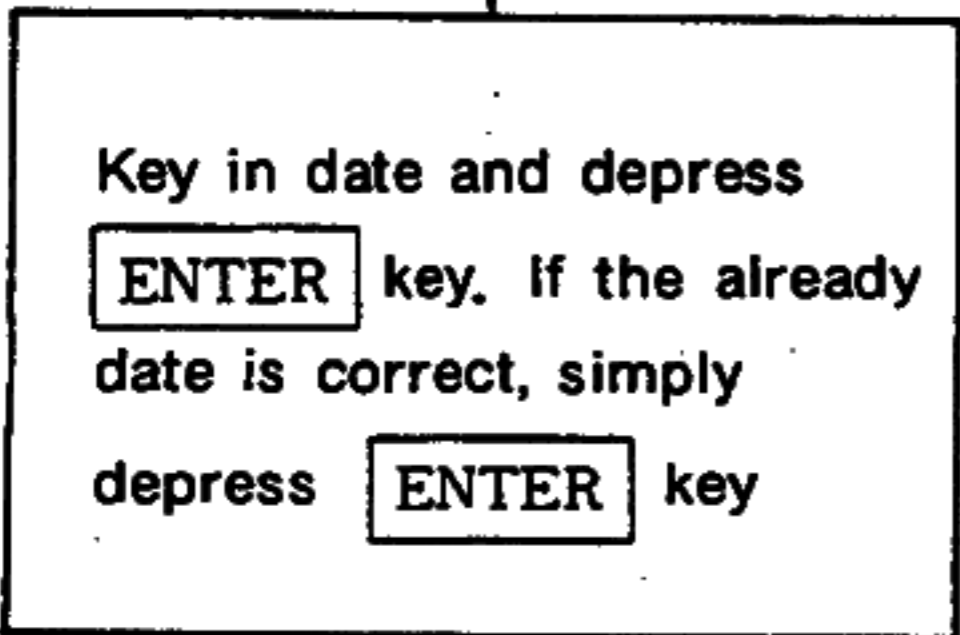 Key in date and depress
ENTER key. If the already
date is correct, simply
depress ENTER key